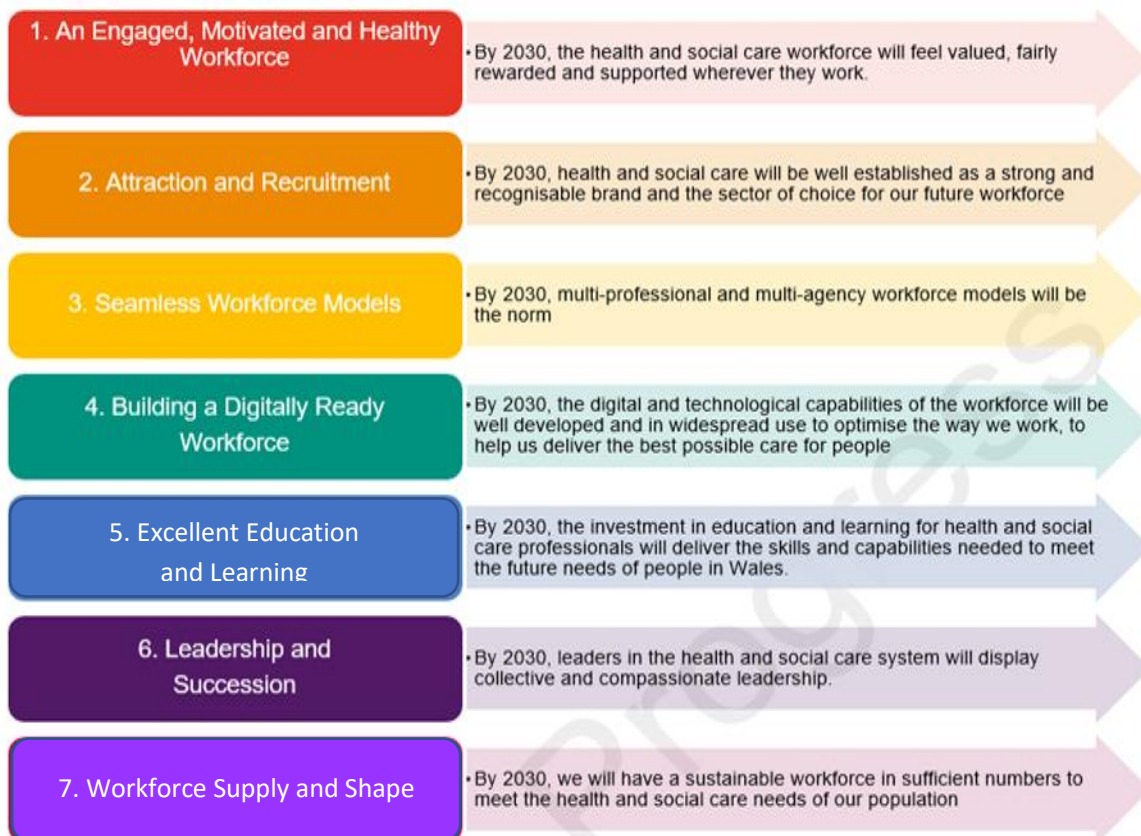 1. An Engaged, Motivated and Healthy
Workforce
• By 2030, the health and social care workforce will feel valued, fairly
rewarded and supported wherever they work.
2. Attraction and Recruitment
• By 2030, health and social care will be well established as a strong and
recognisable brand and the sector of choice for our future workforce
3. Seamless Workforce Models
• By 2030, multi-professional and multi-agency workforce models will be
the norm
4. Building a Digitally Ready
Workforce
• By 2030, the digital and technological capabilities of the workforce will be
well developed and in widespread use to optimise the way we work, to
help us deliver the best possible care for people
5. Excellent Education
and Learning
• By 2030, the investment in education and learning for health and social
care professionals will deliver the skills and capabilities needed to meet
the future needs of people in Wales.
6. Leadership and
Succession
• By 2030, leaders in the health and social care system will display
collective and compassionate leadership.
7. Workforce Supply and Shape
• By 2030, we will have a sustainable workforce in sufficient numbers to
meet the health and social care needs of our population
Progress